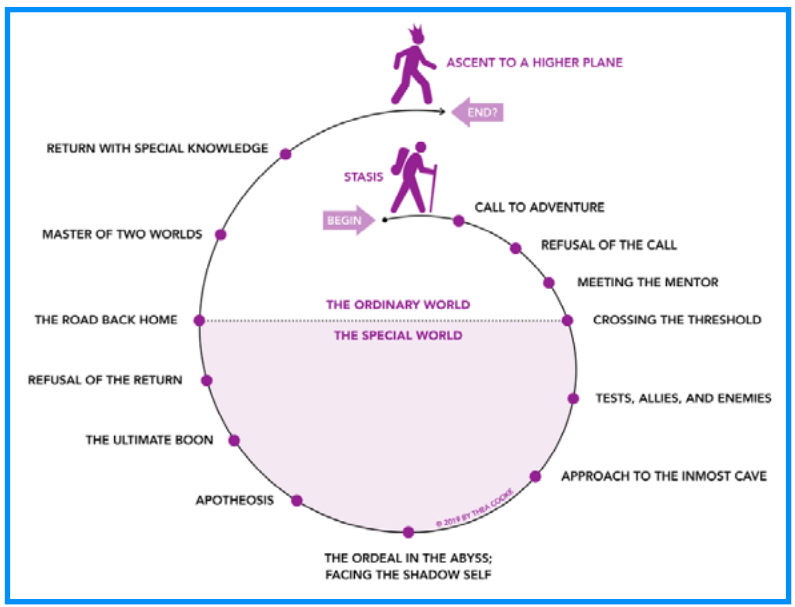 ASCENT TO A HIGHER PLANE
END?
RETURN WITH SPECIAL KNOWLEDGE
STASIS
BEGIN
CALL TO ADVENTURE
MASTER OF TWO WORLDS
REFUSAL OF THE CALL
MEETING THE MENTOR
THE ORDINARY WORLD
THE ROAD BACK HOME
CROSSING THE THRESHOLD
THE SPECIAL WORLD
REFUSAL OF THE RETURN
TESTS, ALLIES, AND ENEMIES
THE ULTIMATE BOON
APPROACH TO THE INMOST CAVE
APOTHEOSIS
© 2019 BY THEA COOKE
THE ORDEAL IN THE ABYSS;
FACING THE SHADOW SELF